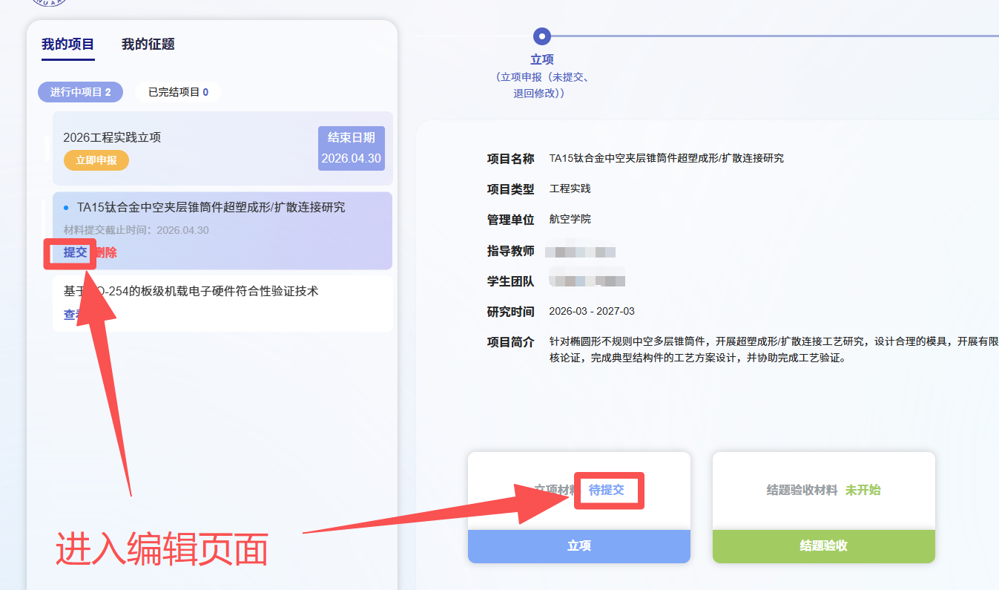 NUAA
我的项目 我的征题
进行中项目 2 已完结项目 0
2026工程实践立项
立即申报
结束日期
2026.04.30
TA15钛合金中空夹层锥筒件超塑成形/扩散连接研究
材料提交截止时间：2026.04.30
提交 删除
基于 O-254的板级机载电子硬件符合性验证技术
查看
进入编辑页面
立项
（立项申报（未提交、
退回修改））
项目名称 TA15钛合金中空夹层锥筒件超塑成形/扩散连接研究
项目类型 工程实践
管理单位 航空学院
指导教师
学生团队
研究时间 2026-03 - 2027-03
项目简介 针对椭圆形不规则中空多层锥筒件，开展超塑成形/扩散连接工艺研究，设计合理的模具，开展有限
核论证，完成典型结构件的工艺方案设计，并协助完成工艺验证。
立项材料 待提交
立项
结题验收材料 未开始
结题验收